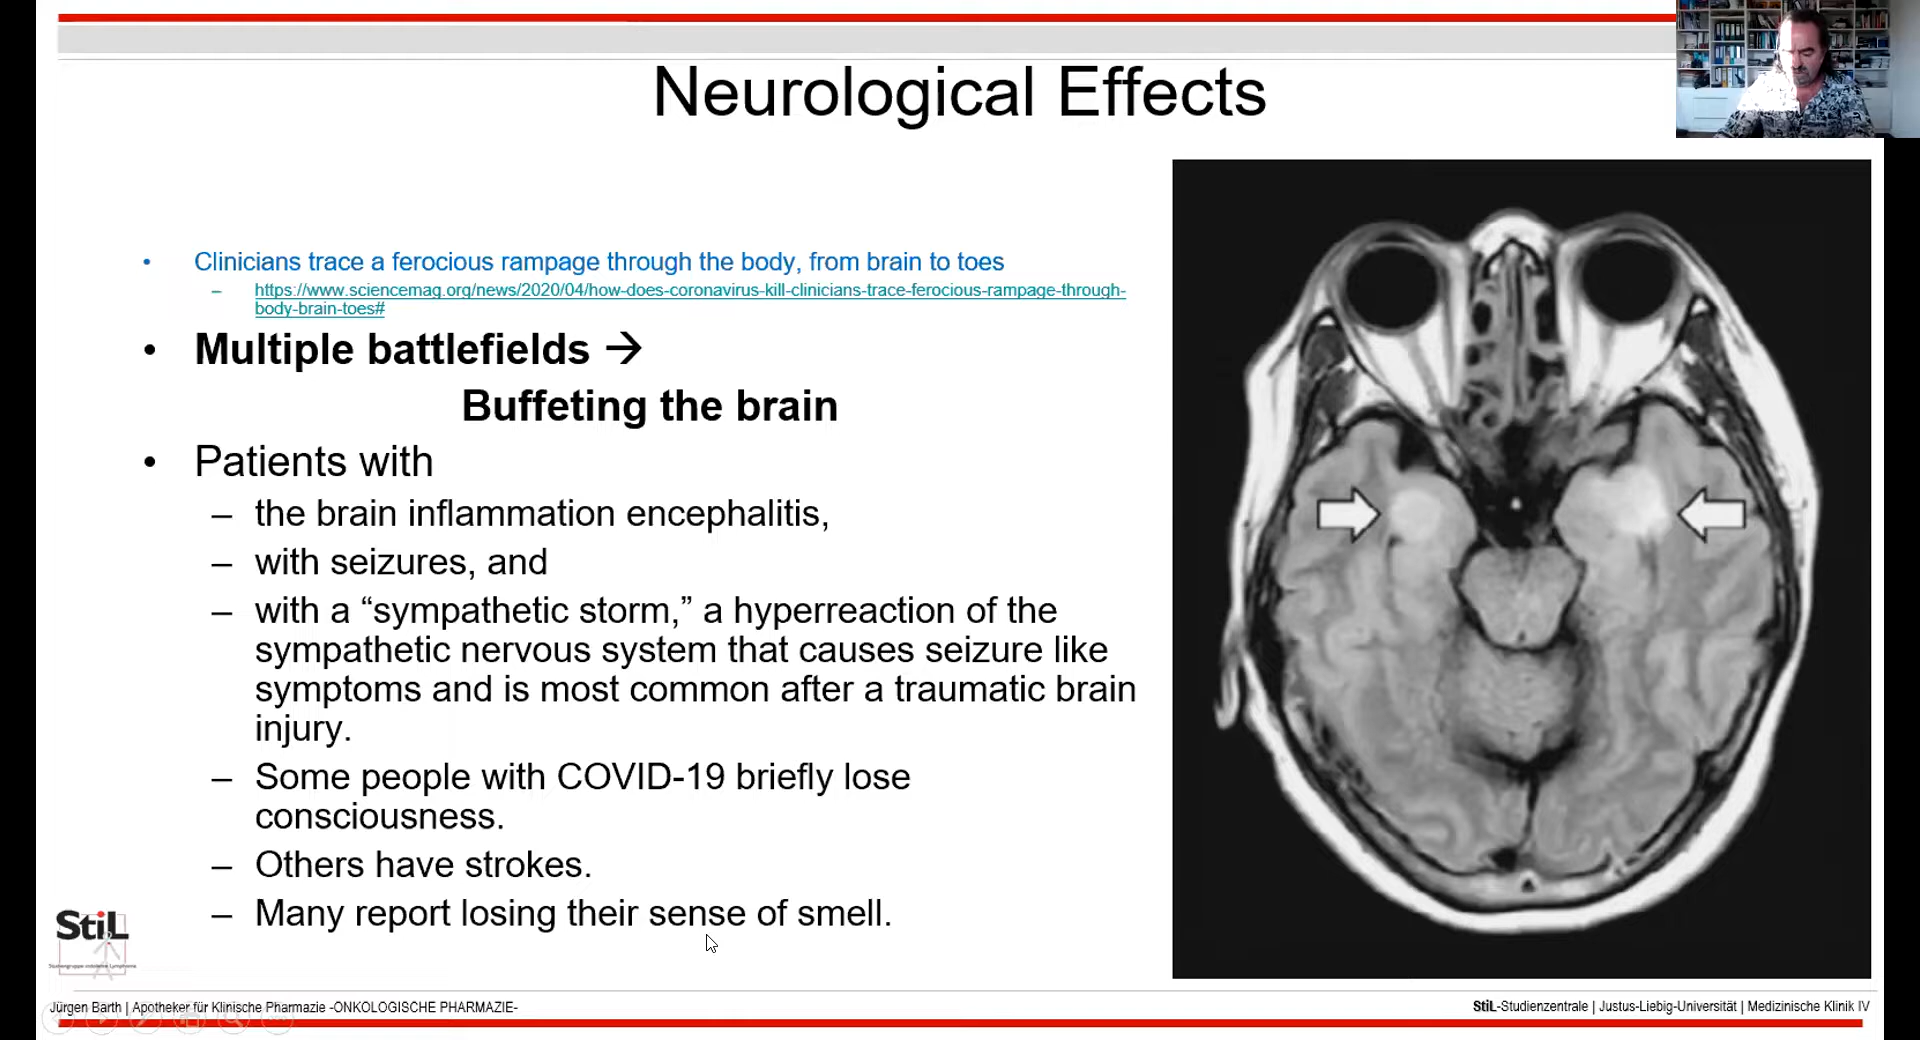 Neurological Effects
• Clinicians trace a ferocious rampage through the body, from brain to toes
– https://www.sciencemag.org/news/2020/04/how-does-coronavirus-kill-clinicians-trace-ferocious-rampage-through-
body-brain-toes#
• Multiple battlefields →
Buffeting the brain
• Patients with
– the brain inflammation encephalitis,
– with seizures, and
– with a “sympathetic storm,” a hyperreaction of the
sympathetic nervous system that causes seizure like
symptoms and is most common after a traumatic brain
injury.
– Some people with COVID-19 briefly lose
consciousness.
– Others have strokes.
– Many report losing their sense of smell.
StiL
Jürgen Barth | Apotheker für Klinische Pharmazie -ONKOLOGISCHE PHARMAZIE-
StiL-Studienzentrale | Justus-Liebig-Universität | Medizinische Klinik IV